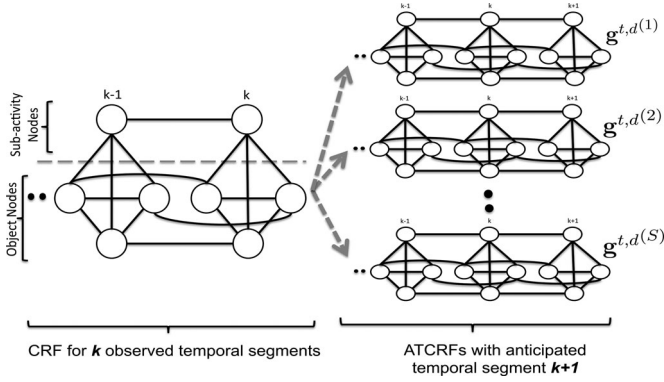 k-1 k k+1
g^{t,d^{(1)}}
k-1 k
Sub-activity
Nodes
k-1 k k+1
g^{t,d^{(2)}}
Object Nodes
k-1 k k+1
g^{t,d^{(S)}}
CRF for k observed temporal segments
ATCRFs with anticipated
temporal segment k+1